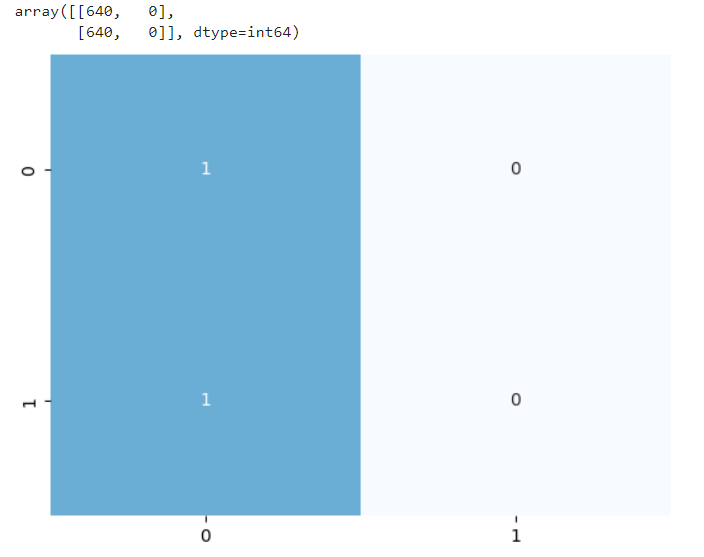 array([[640,   0],
       [640,   0]], dtype=int64)
0 1 0
1 1 0
0 1